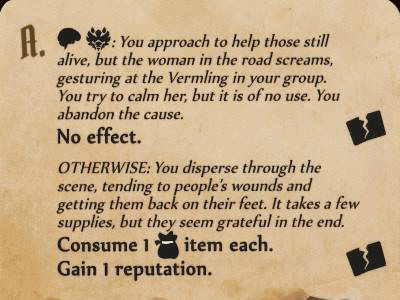 A.
: You approach to help those still
alive, but the woman in the road screams,
gesturing at the Vermling in your group.
You try to calm her, but it is of no use. You
abandon the cause.
No effect.
OTHERWISE: You disperse through the
scene, tending to people's wounds and
getting them back on their feet. It takes a few
supplies, but they seem grateful in the end.
Consume 1 item each.
Gain 1 reputation.